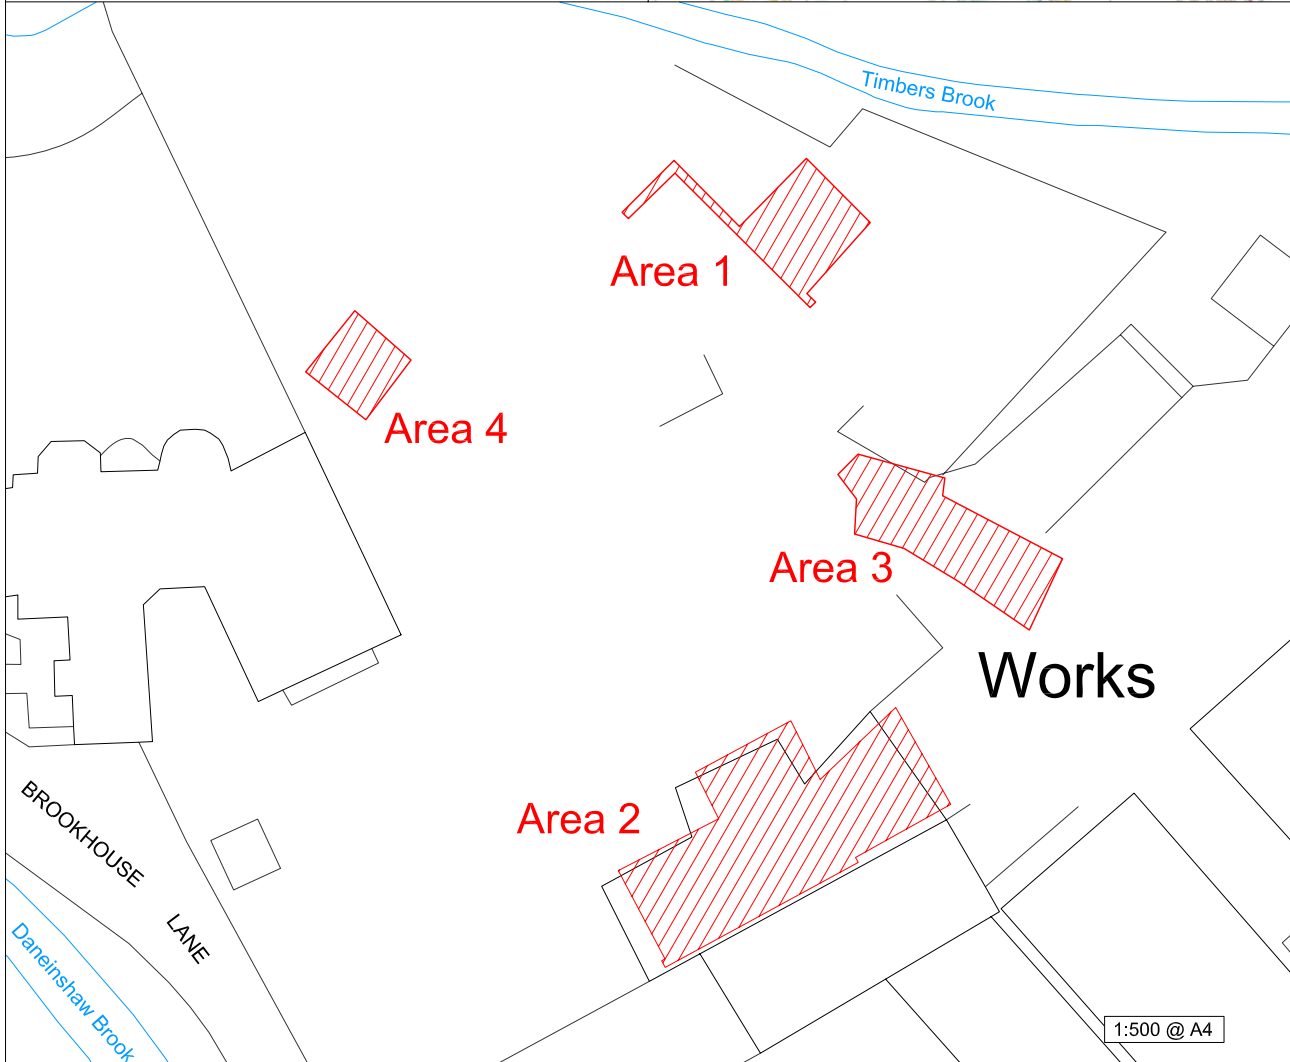 Timbers Brook
Area 1
Area 4
Area 3
Works
Area 2
BROOKHOUSE
LANE
Daneinshaw Brook
1:500 @ A4